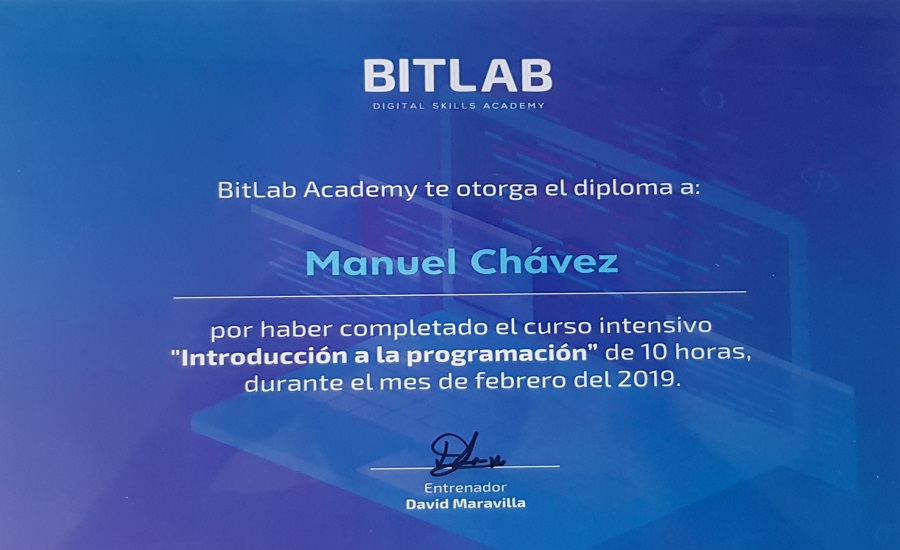 BITLAB
DIGITAL SKILLS ACADEMY
BitLab Academy te otorga el diploma a:
Manuel Chávez
por haber completado el curso intensivo
"Introducción a la programación” de 10 horas,
durante el mes de febrero del 2019.
Entrenador
David Maravilla